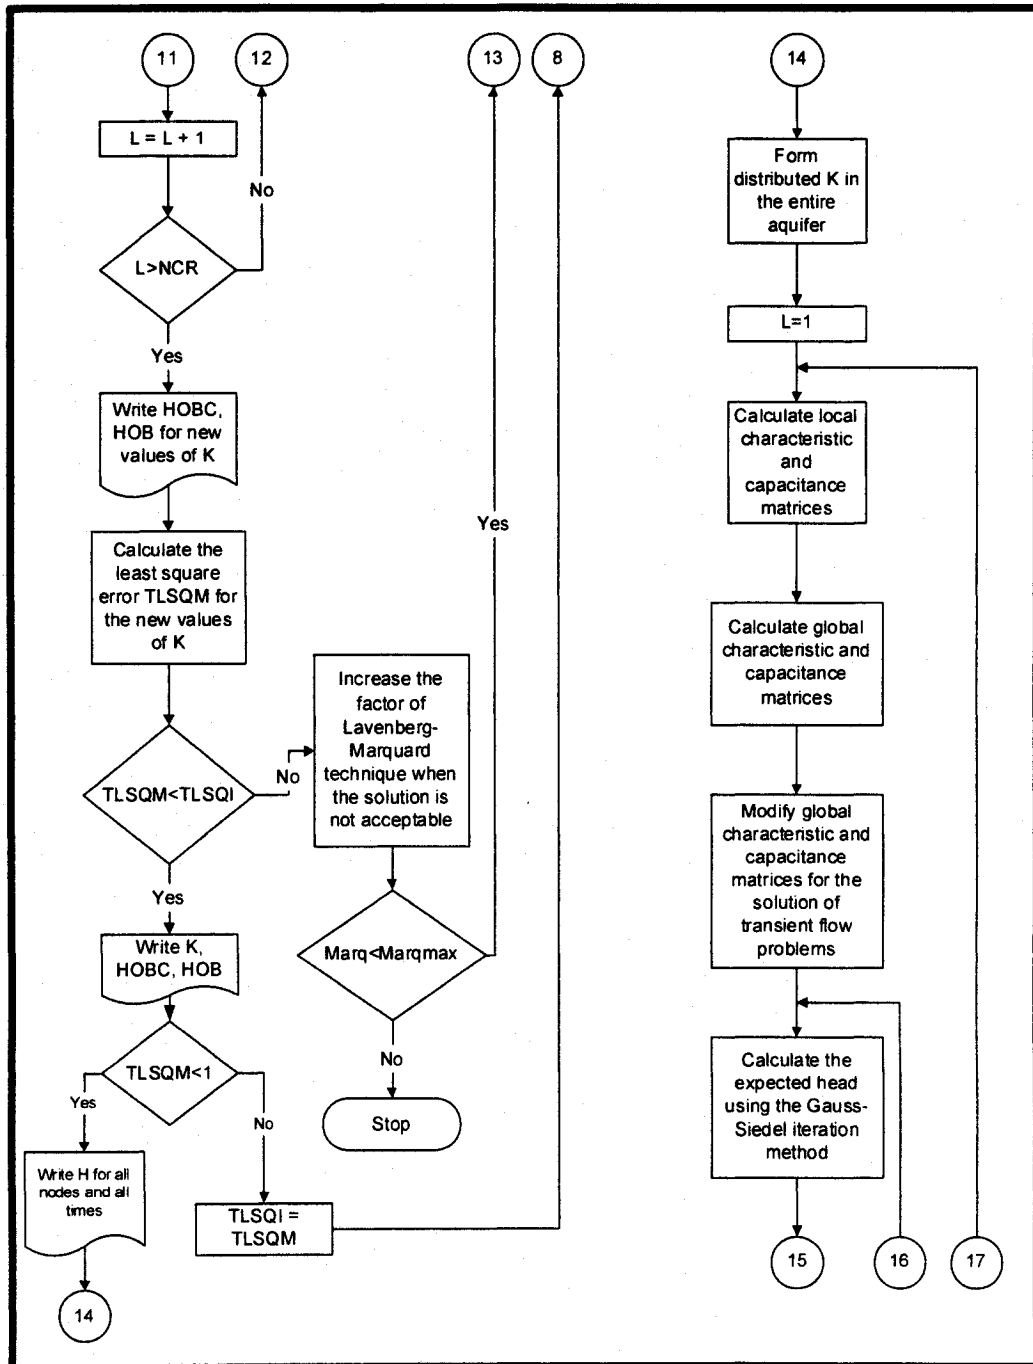 11
12
13
8
14
L = L + 1
No
L>NCR
Yes
Write HOBC,
HOB for new
values of K
Calculate the
least square
error TLSQM for
the new values
of K
TLSQM<TLSQI
No
Increase the
factor of
Lavenberg-
Marquard
technique when
the solution is
not acceptable
Yes
Marq<Marqmax
No
Stop
Yes
Write K,
HOBC, HOB
TLSQM<1
Yes
No
Write H for all
nodes and all
times
TLSQI =
TLSQM
14
Form
distributed K in
the entire
aquifer
L=1
Calculate local
characteristic
and
capacitance
matrices
Calculate global
characteristic and
capacitance
matrices
Modify global
characteristic and
capacitance
matrices for the
solution of
transient flow
problems
Calculate the
expected head
using the Gauss-
Siedel iteration
method
15
16
17